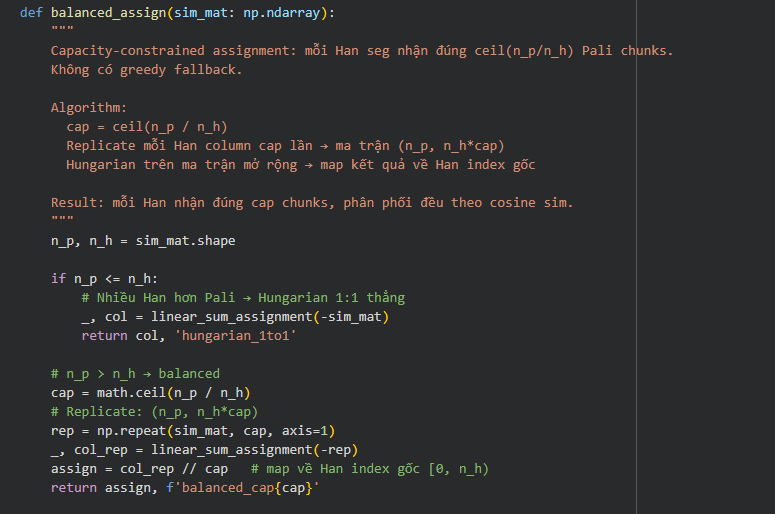 def balanced_assign(sim_mat: np.ndarray):
"""
Capacity-constrained assignment: mỗi Han seg nhận đúng ceil(n_p/n_h) Pali chunks.
Không có greedy fallback.
Algorithm:
cap = ceil(n_p / n_h)
Replicate mỗi Han column cap lần → ma trận (n_p, n_h*cap)
Hungarian trên ma trận mở rộng → map kết quả về Han index gốc
Result: mỗi Han nhận đúng cap chunks, phân phối đều theo cosine sim.
"""
n_p, n_h = sim_mat.shape
if n_p <= n_h:
# Nhiều Han hơn Pali → Hungarian 1:1 thẳng
_, col = linear_sum_assignment(-sim_mat)
return col, 'hungarian_1to1'
# n_p > n_h → balanced
cap = math.ceil(n_p / n_h)
# Replicate: (n_p, n_h*cap)
rep = np.repeat(sim_mat, cap, axis=1)
_, col_rep = linear_sum_assignment(-rep)
assign = col_rep // cap   # map về Han index gốc [0, n_h)
return assign, f'balanced_cap{cap}'